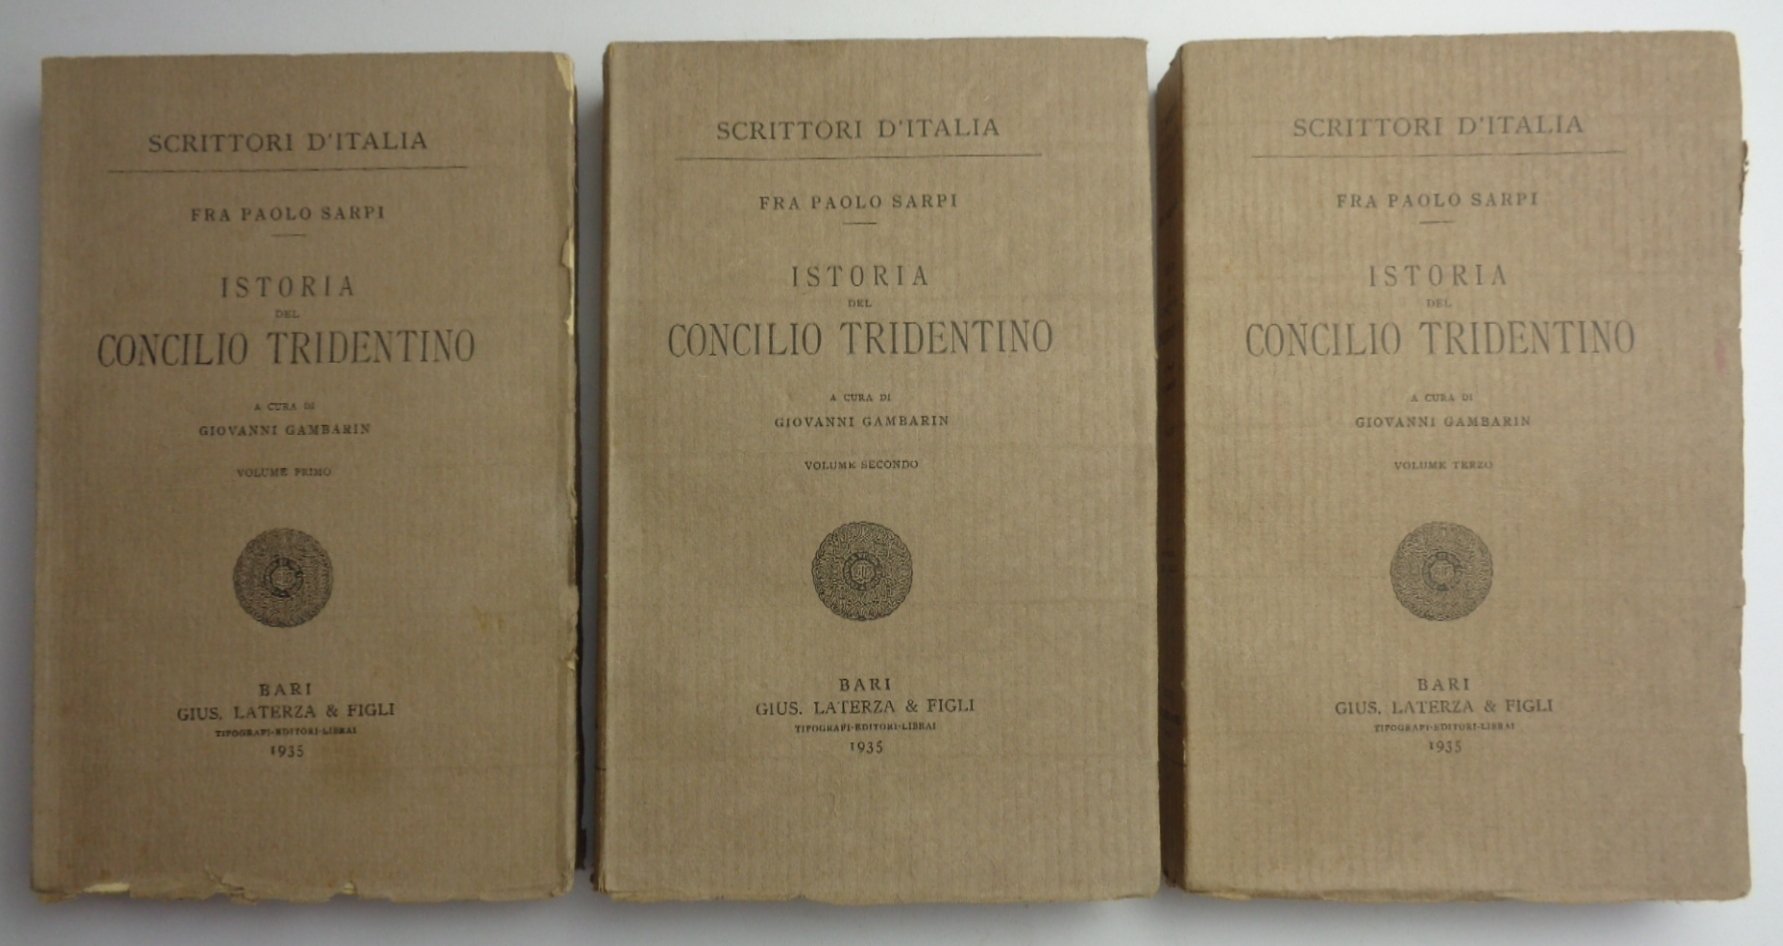 SCRITTORI D'ITALIA
FRA PAOLO SARPI
ISTORIA
DEL
CONCILIO TRIDENTINO
A CURA DI
GIOVANNI GAMBARIN
VOLUME PRIMO
BARI
GIUS. LATERZA & FIGLI
TIPOGRAFI-EDITORI-LIBRAI
1935
SCRITTORI D'ITALIA
FRA PAOLO SARPI
ISTORIA
DEL
CONCILIO TRIDENTINO
A CURA DI
GIOVANNI GAMBARIN
VOLUME SECONDO
BARI
GIUS. LATERZA & FIGLI
TIPOGRAFI-EDITORI-LIBRAI
1935
SCRITTORI D'ITALIA
FRA PAOLO SARPI
ISTORIA
DEL
CONCILIO TRIDENTINO
A CURA DI
GIOVANNI GAMBARIN
VOLUME TERZO
BARI
GIUS. LATERZA & FIGLI
TIPOGRAFI-EDITORI-LIBRAI
1935